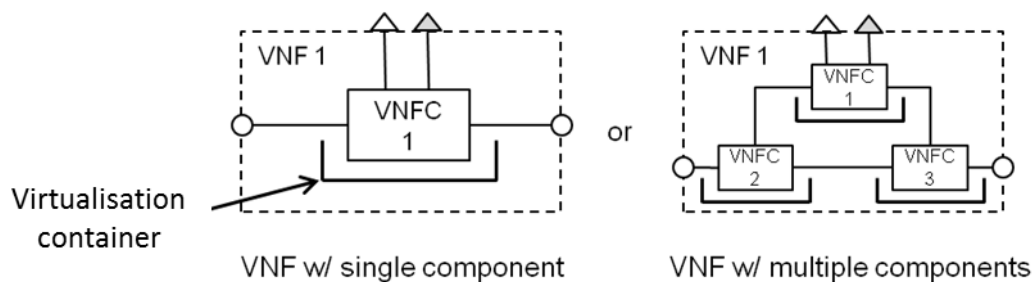 VNF 1
VNFC
1
Virtualisation
container
VNF w/ single component
or
VNF 1
VNFC
1
VNFC
2
VNFC
3
VNF w/ multiple components